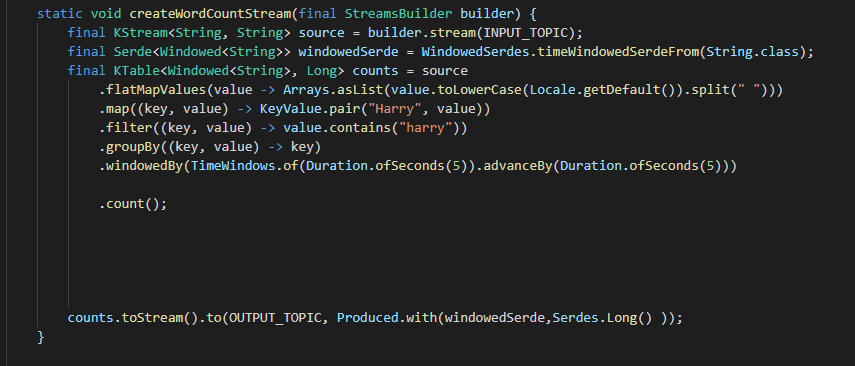 static void createWordCountStream(final StreamsBuilder builder) {
final KStream<String, String> source = builder.stream(INPUT_TOPIC);
final Serde<Windowed<String>> windowedSerde = WindowedSerdes.timeWindowedSerdeFrom(String.class);
final KTable<Windowed<String>, Long> counts = source
.flatMapValues(value -> Arrays.asList(value.toLowerCase(Locale.getDefault()).split(" ")))
.map((key, value) -> KeyValue.pair("Harry", value))
.filter((key, value) -> value.contains("harry"))
.groupBy((key, value) -> key)
.windowedBy(TimeWindows.of(Duration.ofSeconds(5)).advanceBy(Duration.ofSeconds(5)))
.count();
counts.toStream().to(OUTPUT_TOPIC, Produced.with(windowedSerde,Serdes.Long() ));
}